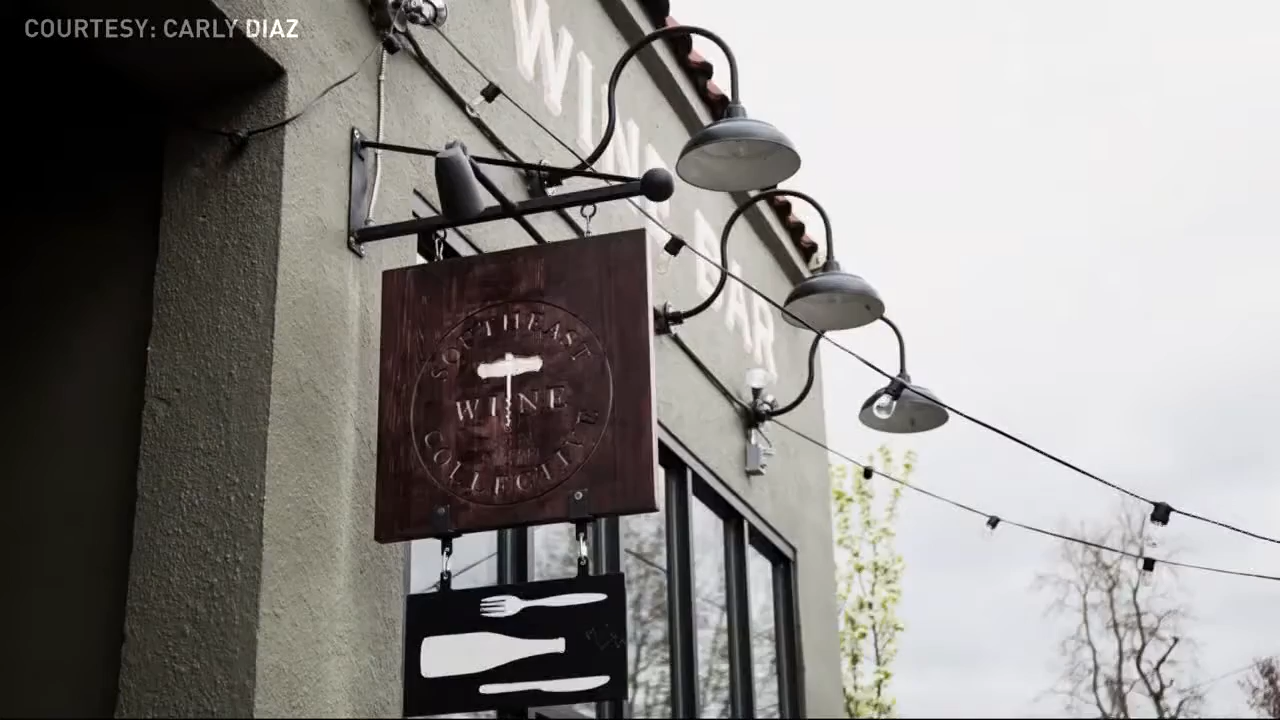 COURTESY: CARLY DIAZ
WINE BAR
SOUTHEAST
WINE
COLLECTIVE